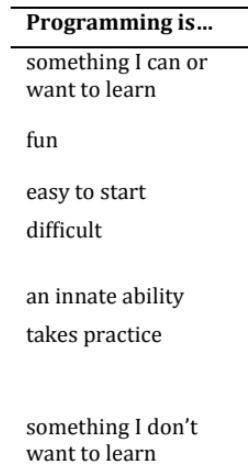 Programming is…
something I can or
want to learn
fun
easy to start
difficult
an innate ability
takes practice
something I don’t
want to learn